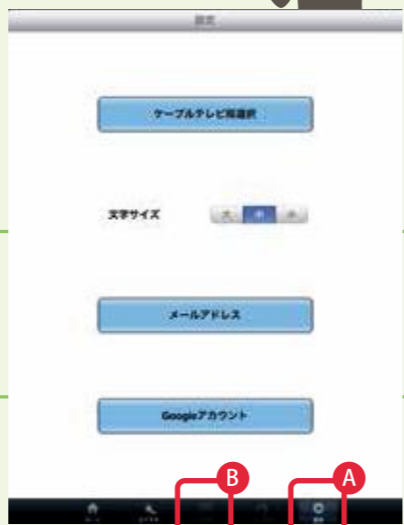 設定
ケーブルテレビ局選択
文字サイズ
大 中 小
メールアドレス
Googleアカウント
B
A